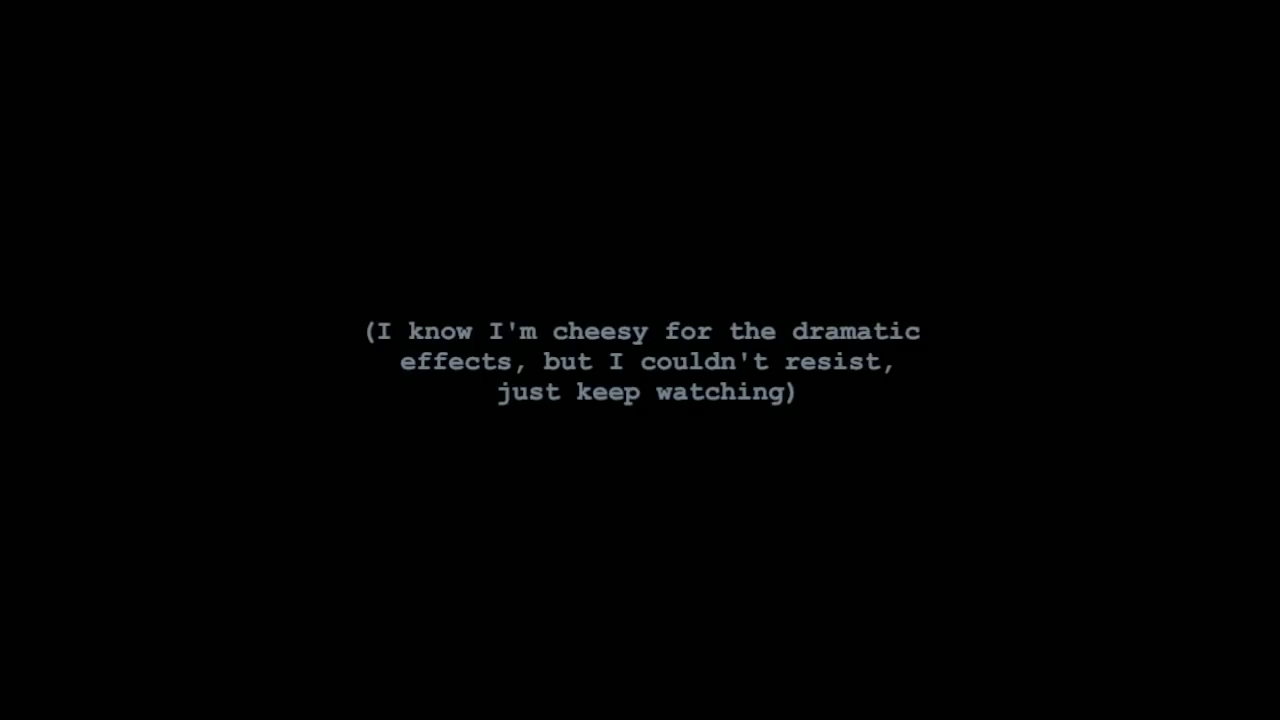 (I know I'm cheesy for the dramatic
effects, but I couldn't resist,
just keep watching)